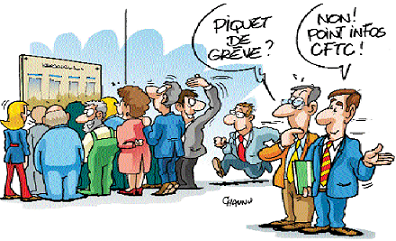 PIQUET
DE
GRÈVE?
NON!
POINT INFOS
CFTC!